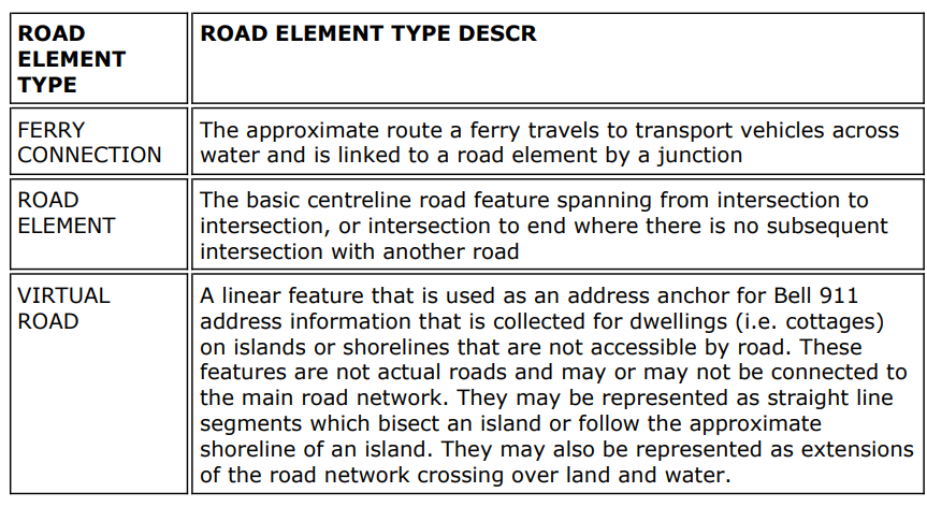 ROAD ELEMENT TYPE
ROAD ELEMENT TYPE DESCR
FERRY CONNECTION
The approximate route a ferry travels to transport vehicles across
water and is linked to a road element by a junction
ROAD ELEMENT
The basic centreline road feature spanning from intersection to
intersection, or intersection to end where there is no subsequent
intersection with another road
VIRTUAL ROAD
A linear feature that is used as an address anchor for Bell 911
address information that is collected for dwellings (i.e. cottages)
on islands or shorelines that are not accessible by road. These
features are not actual roads and may or may not be connected to
the main road network. They may be represented as straight line
segments which bisect an island or follow the approximate
shoreline of an island. They may also be represented as extensions
of the road network crossing over land and water.